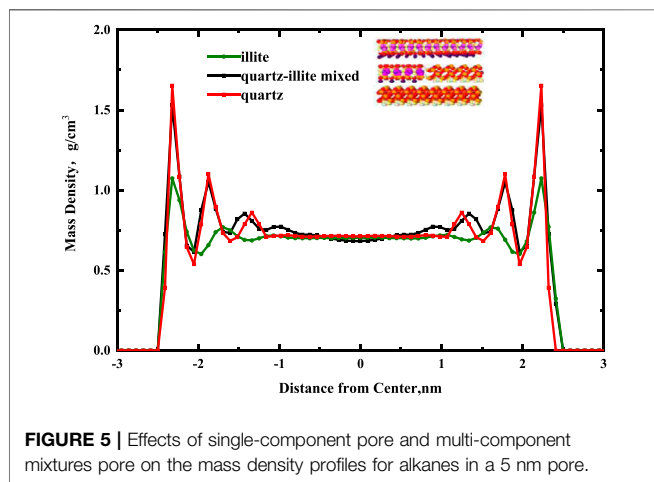 2.0
illite
quartz-illite mixed
quartz
1.5
1.0
0.5
0.0
Mass Density, g/cm³
-3 -2 -1 0 1 2 3
Distance from Center,nm
FIGURE 5 | Effects of single-component pore and multi-component
mixtures pore on the mass density profiles for alkanes in a 5 nm pore.